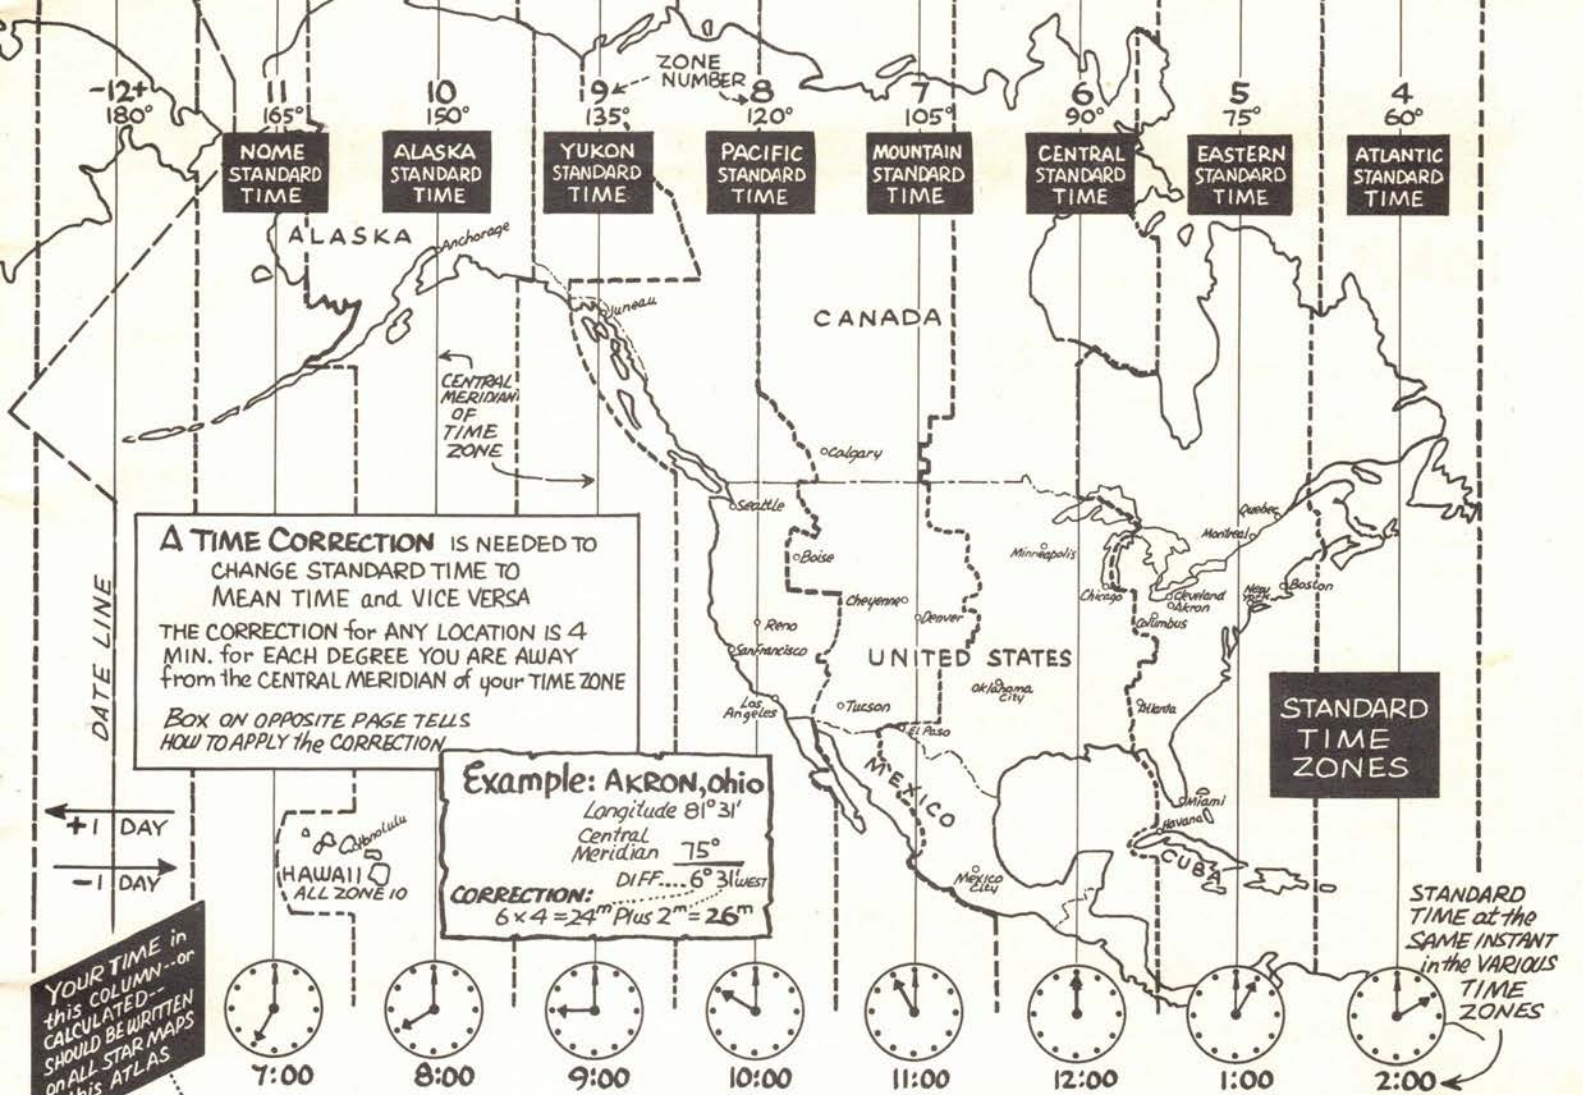 ZONE
NUMBER
-12+
180°
11
165°
10
150°
9
135°
8
120°
7
105°
6
90°
5
75°
4
60°
NOME
STANDARD
TIME
ALASKA
STANDARD
TIME
YUKON
STANDARD
TIME
PACIFIC
STANDARD
TIME
MOUNTAIN
STANDARD
TIME
CENTRAL
STANDARD
TIME
EASTERN
STANDARD
TIME
ATLANTIC
STANDARD
TIME
ALASKA
Anchorage
Juneau
CANADA
CENTRAL
MERIDIAN
OF
TIME
ZONE
Calgary
Seattle
Boise
Cheyenne
Denver
Reno
San Francisco
Los
Angeles
Tucson
El Paso
UNITED STATES
Oklahoma
City
Minneapolis
Chicago
Cleveland
Akron
Columbus
Atlanta
Quebec
Montreal
New
York
Boston
Miami
Havana
CUBA
MEXICO
Mexico
City
DATE LINE
A TIME CORRECTION IS NEEDED TO
CHANGE STANDARD TIME TO
MEAN TIME and VICE VERSA
THE CORRECTION for ANY LOCATION IS 4
MIN. for EACH DEGREE YOU ARE AWAY
from the CENTRAL MERIDIAN of your TIME ZONE
BOX ON OPPOSITE PAGE TELLS
HOW TO APPLY the CORRECTION
Example: AKRON, Ohio
Longitude 81° 31'
Central
Meridian 75°
DIFF.... 6° 31' WEST
CORRECTION:
6 x 4 = 24m Plus 2m = 26m
STANDARD
TIME
ZONES
+1 DAY
-1 DAY
Honolulu
HAWAII
ALL ZONE 10
YOUR TIME in
this COLUMN--or
CALCULATED--
SHOULD BE WRITTEN
on ALL STAR MAPS
this ATLAS
STANDARD
TIME at the
SAME INSTANT
in the VARIOUS
TIME
ZONES
7:00
8:00
9:00
10:00
11:00
12:00
1:00
2:00